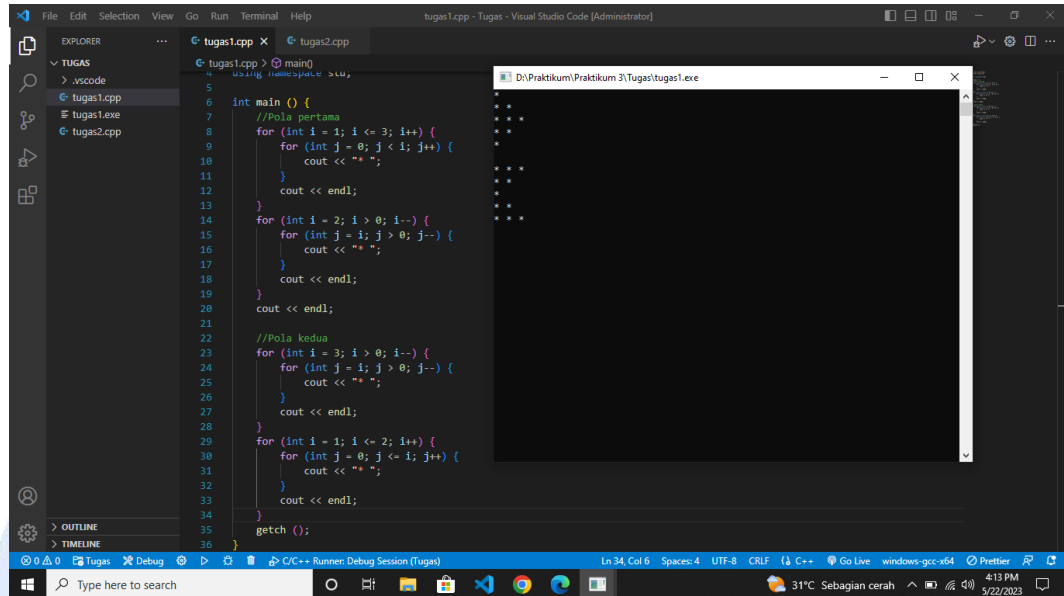 File Edit Selection View Go Run Terminal Help
tugas1.cpp - Tugas - Visual Studio Code [Administrator]
EXPLORER ...
TUGAS
> .vscode
tugas1.cpp
tugas1.exe
tugas2.cpp
> OUTLINE
> TIMELINE
tugas1.cpp × tugas2.cpp
tugas1.cpp > main()
4 using namespace std;
5
6 int main () {
7 //Pola pertama
8 for (int i = 1; i <= 3; i++) {
9 for (int j = 0; j < i; j++) {
10 cout << "* ";
11 }
12 cout << endl;
13 }
14 for (int i = 2; i > 0; i--) {
15 for (int j = i; j > 0; j--) {
16 cout << "* ";
17 }
18 cout << endl;
19 }
20 cout << endl;
21
22 //Pola kedua
23 for (int i = 3; i > 0; i--) {
24 for (int j = i; j > 0; j--) {
25 cout << "* ";
26 }
27 cout << endl;
28 }
29 for (int i = 1; i <= 2; i++) {
30 for (int j = 0; j <= i; j++) {
31 cout << "* ";
32 }
33 cout << endl;
34 }
35 getch ();
36 }
D:\Praktikum\Praktikum 3\Tugas\tugas1.exe
*
* *
* * *
* *
*

* * *
* *
*
* *
* * *
0 0 Tugas Debug C/C++ Runner: Debug Session (Tugas) Ln 34, Col 6 Spaces: 4 UTF-8 CRLF C++ Go Live windows-gcc-x64 Prettier
Type here to search
31°C Sebagian cerah
4:13 PM
5/22/2023